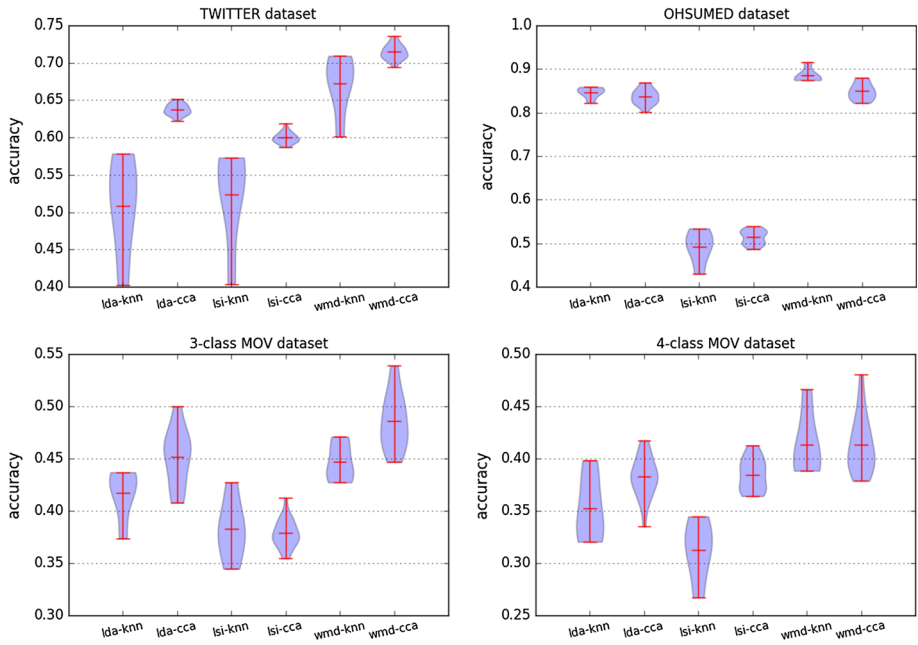 TWITTER dataset
0.75
0.70
0.65
0.60
0.55
0.50
0.45
0.40
accuracy
lda-knn lda-cca lsi-knn lsi-cca wmd-knn wmd-cca
OHSUMED dataset
1.0
0.9
0.8
0.7
0.6
0.5
0.4
accuracy
lda-knn lda-cca lsi-knn lsi-cca wmd-knn wmd-cca
3-class MOV dataset
0.55
0.50
0.45
0.40
0.35
0.30
accuracy
lda-knn lda-cca lsi-knn lsi-cca wmd-knn wmd-cca
4-class MOV dataset
0.50
0.45
0.40
0.35
0.30
0.25
accuracy
lda-knn lda-cca lsi-knn lsi-cca wmd-knn wmd-cca